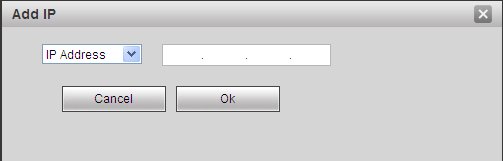 Add IP
IP Address . . .
Cancel Ok